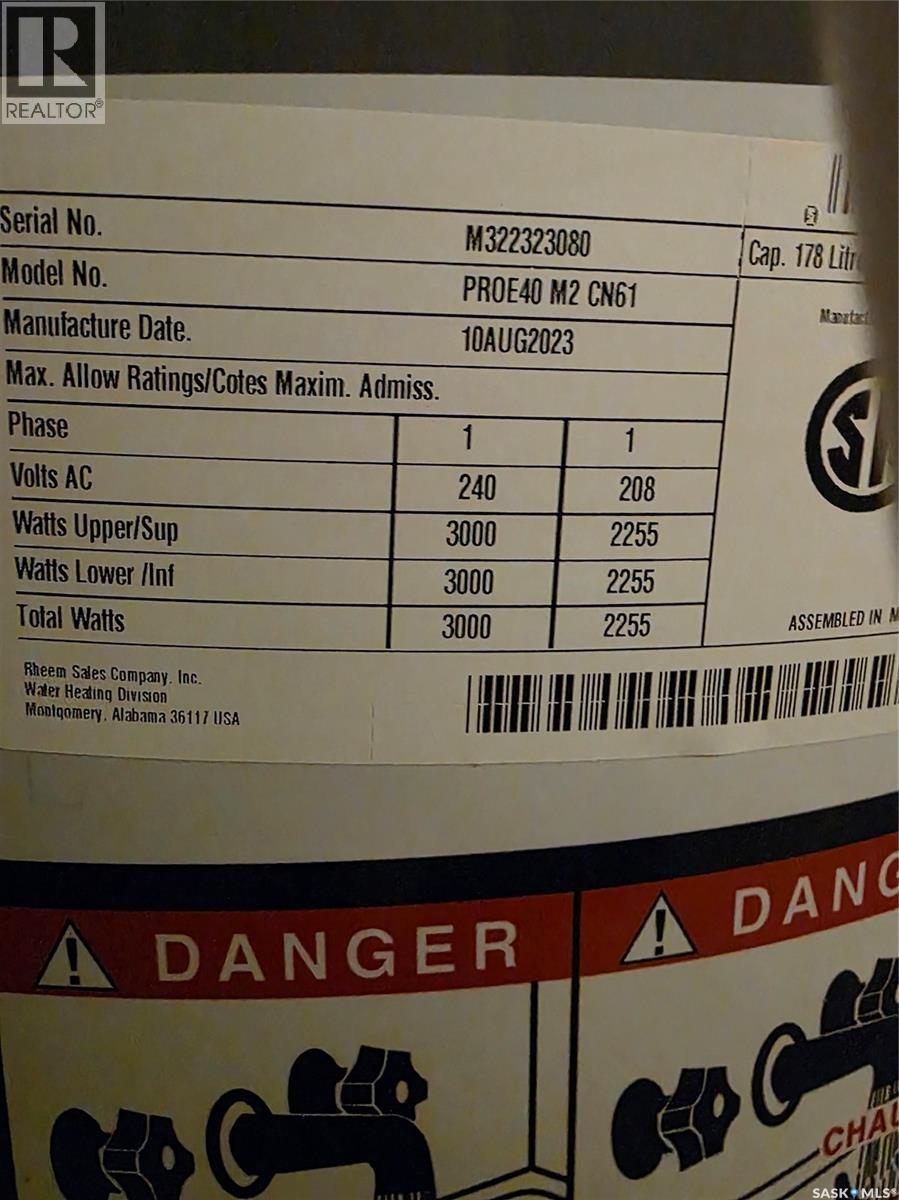 R
REALTOR®
Serial No. M322323080 Cap. 178
Model No. PROE40 M2 CN61
Manufacture Date. 10AUG2023
Max. Allow Ratings/Cotes Maxim. Admiss.
Phase 1 1
Volts AC 240 208
Watts Upper/Sup 3000 2255
Watts Lower /Inf 3000 2255
Total Watts 3000 2255
ASSEMBLED IN
Rheem Sales Company, Inc.
Water Heating Division
Montgomery, Alabama 36117 USA
DANGER
DANG
CHAU
SASK MLS®